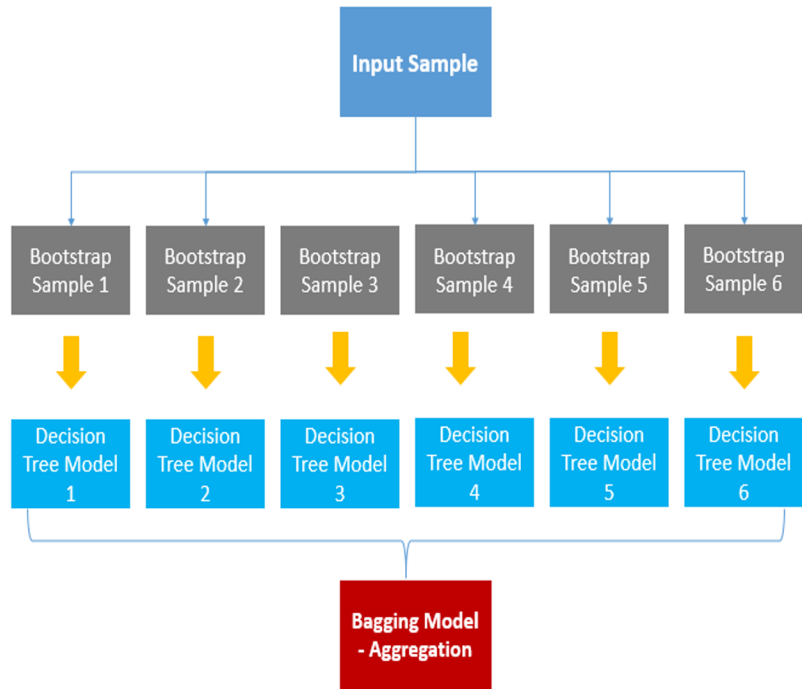 Input Sample
Bootstrap
Sample 1
Bootstrap
Sample 2
Bootstrap
Sample 3
Bootstrap
Sample 4
Bootstrap
Sample 5
Bootstrap
Sample 6
Decision
Tree Model
1
Decision
Tree Model
2
Decision
Tree Model
3
Decision
Tree Model
4
Decision
Tree Model
5
Decision
Tree Model
6
Bagging Model
- Aggregation